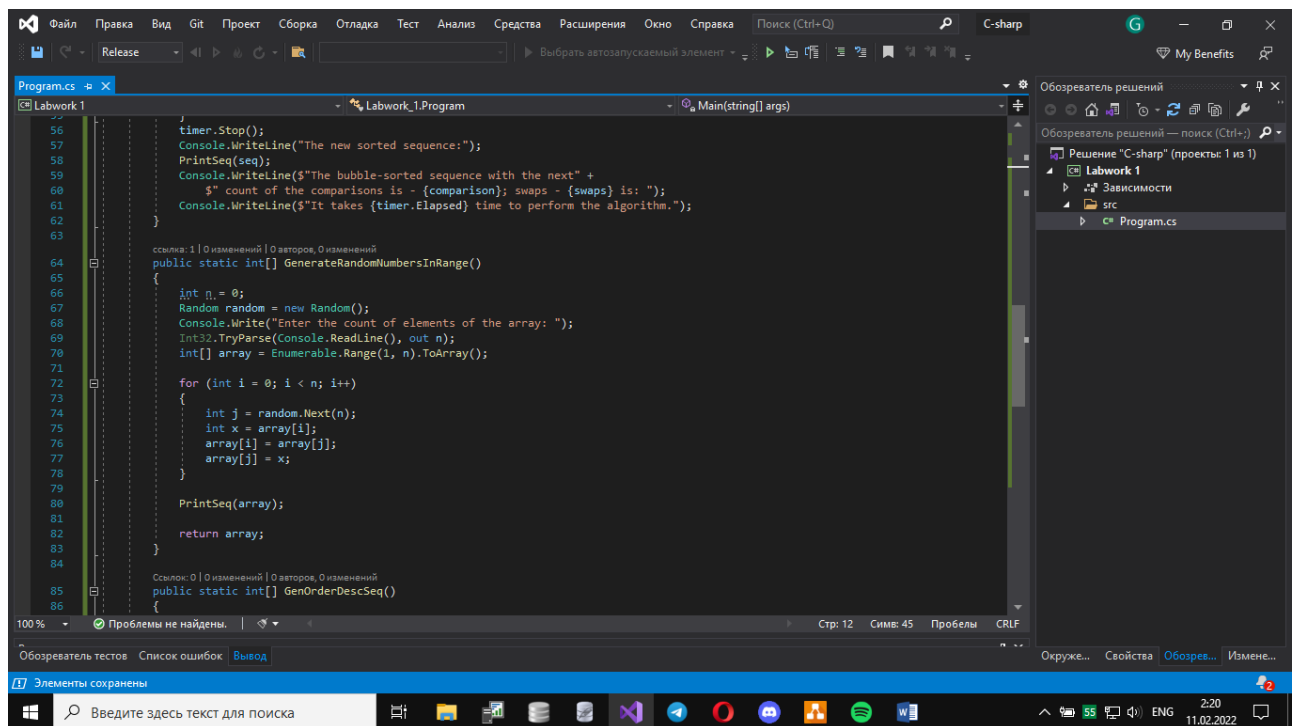 Файл Правка Вид Git Проект Сборка Отладка Тест Анализ Средства Расширения Окно Справка Поиск (Ctrl+Q) C-sharp G
Release Выбрать автозапускаемый элемент My Benefits
Program.cs
Обозреватель решений
C# Labwork 1 Labwork_1.Program Main(string[] args)
Обозреватель решений — поиск (Ctrl+;)
Решение "C-sharp" (проекты: 1 из 1)
C# Labwork 1
Зависимости
src
C# Program.cs
55 }
56 timer.Stop();
57 Console.WriteLine("The new sorted sequence:");
58 PrintSeq(seq);
59 Console.WriteLine($"The bubble-sorted sequence with the next" +
60 $" count of the comparisons is - {comparison}; swaps - {swaps} is: ");
61 Console.WriteLine($"It takes {timer.Elapsed} time to perform the algorithm.");
62 }
63
ссылка: 1 | 0 изменений | 0 авторов, 0 изменений
64 public static int[] GenerateRandomNumbersInRange()
65 {
66 int n = 0;
67 Random random = new Random();
68 Console.Write("Enter the count of elements of the array: ");
69 Int32.TryParse(Console.ReadLine(), out n);
70 int[] array = Enumerable.Range(1, n).ToArray();
71
72 for (int i = 0; i < n; i++)
73 {
74 int j = random.Next(n);
75 int x = array[i];
76 array[i] = array[j];
77 array[j] = x;
78 }
79
80 PrintSeq(array);
81
82 return array;
83 }
84
Ссылок: 0 | 0 изменений | 0 авторов, 0 изменений
85 public static int[] GenOrderDescSeq()
86 {
100 % Проблемы не найдены. Стр: 12 Симв: 45 Пробелы CRLF
Обозреватель тестов Список ошибок Вывод
Окруже... Свойства Обозрев... Измене...
Элементы сохранены 2
Введите здесь текст для поиска
55 ENG 2:20
11.02.2022